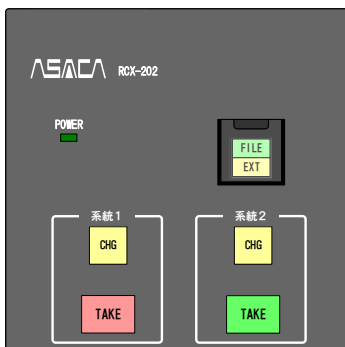 ASACA RCX-202
POWER
FILE
EXT
系統1
系統2
CHG
CHG
TAKE
TAKE